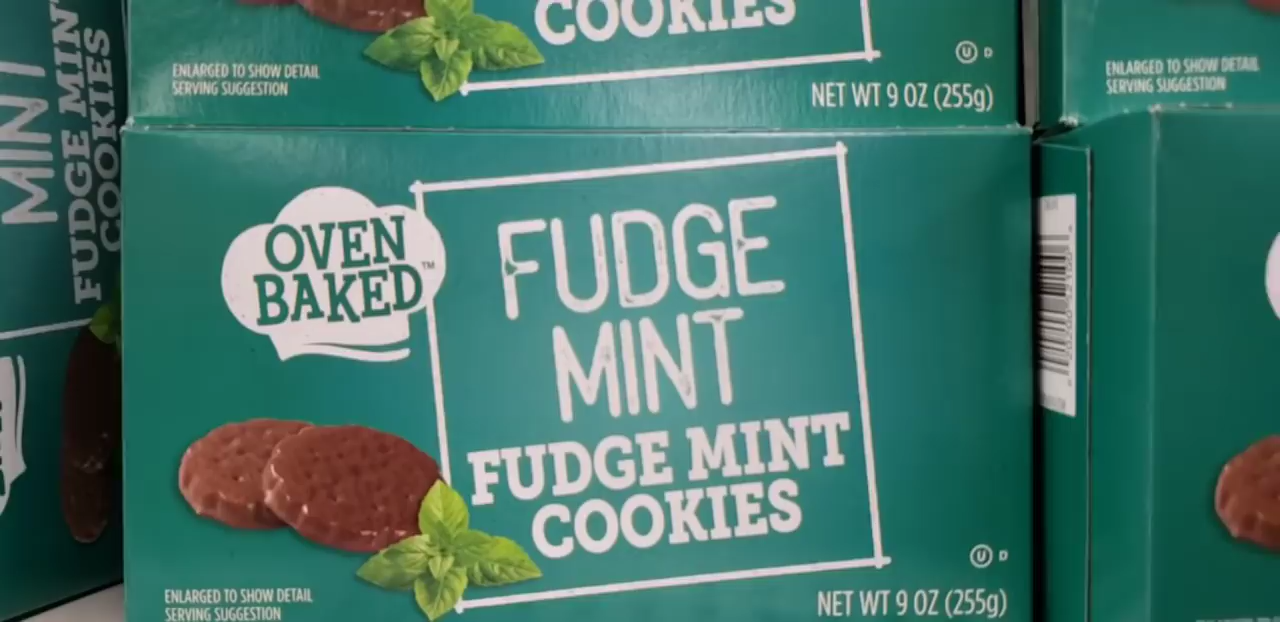 MINT
FUDGE MINT
COOKIES
COOKIES
ENLARGED TO SHOW DETAIL
SERVING SUGGESTION
U D
NET WT 9 OZ (255g)
ENLARGED TO SHOW DETAIL
SERVING SUGGESTION
OVEN
BAKED™
FUDGE
MINT
FUDGE MINT
COOKIES
U D
ENLARGED TO SHOW DETAIL
SERVING SUGGESTION
NET WT 9 OZ (255g)